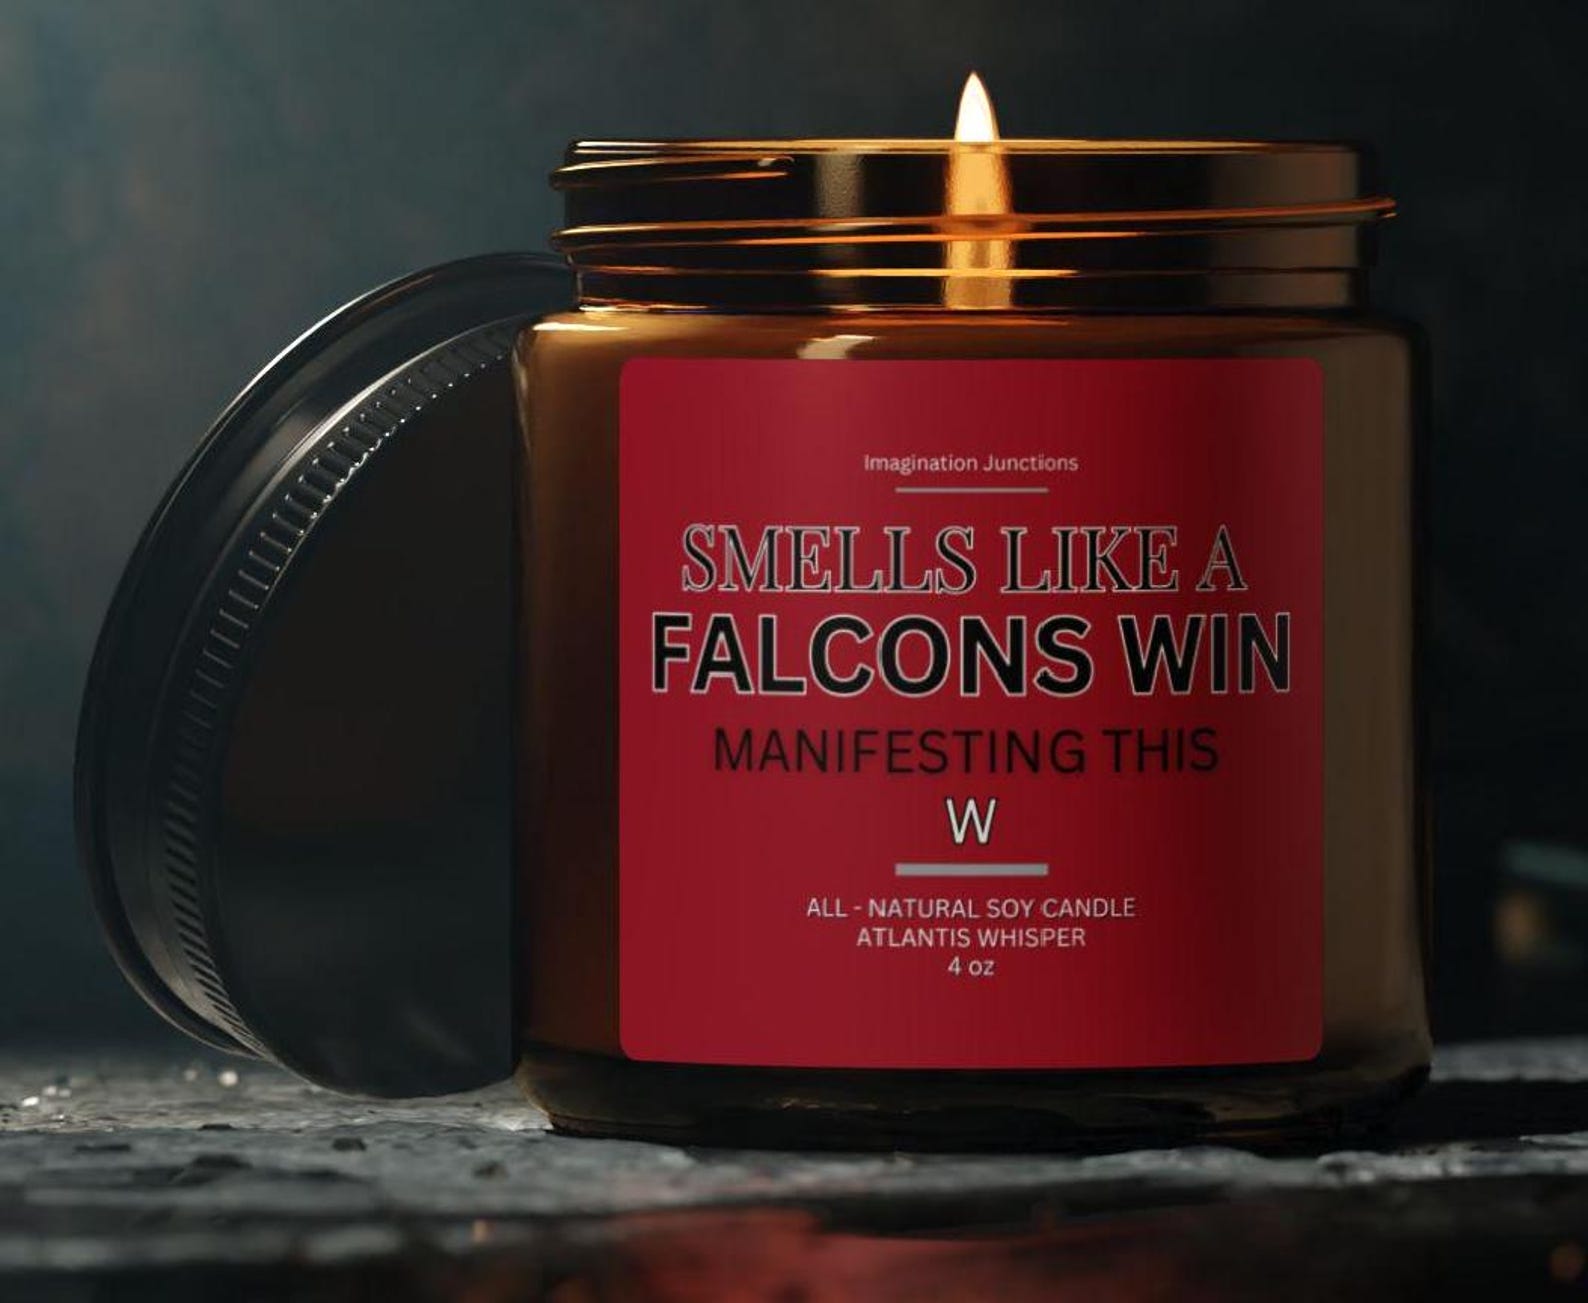 Imagination Junctions
SMELLS LIKE A
FALCONS WIN
MANIFESTING THIS
W
ALL - NATURAL SOY CANDLE
ATLANTIS WHISPER
4 oz